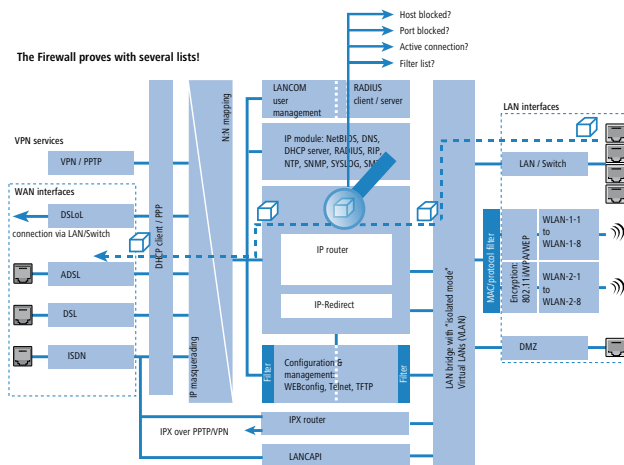 Host blocked?
Port blocked?
Active connection?
Filter list?
The Firewall proves with several lists!
LANCOM
user
management
RADIUS
client / server
N:N mapping
LAN interfaces
IP module: NetBIOS, DNS,
DHCP server, RADIUS, RIP,
NTP, SNMP, SYSLOG,
VPN services
VPN / PPTP
LAN / Switch
WAN interfaces
DSLoL
connection via LAN/Switch
DHCP client / PPP
IP router
MAC/protocol filter
Encryption:
802.11i/WPA/WEP
WLAN-1-1
to
WLAN-1-8
ADSL
WLAN-2-1
to
WLAN-2-8
IP-Redirect
DSL
ISDN
IP masquerading
Filter
Configuration &
management:
WEBconfig, Telnet, TFTP
Filter
LAN bridge with "isolated mode"
Virtual LANs (VLAN)
DMZ
IPX router
IPX over PPTP/VPN
LANCAPI